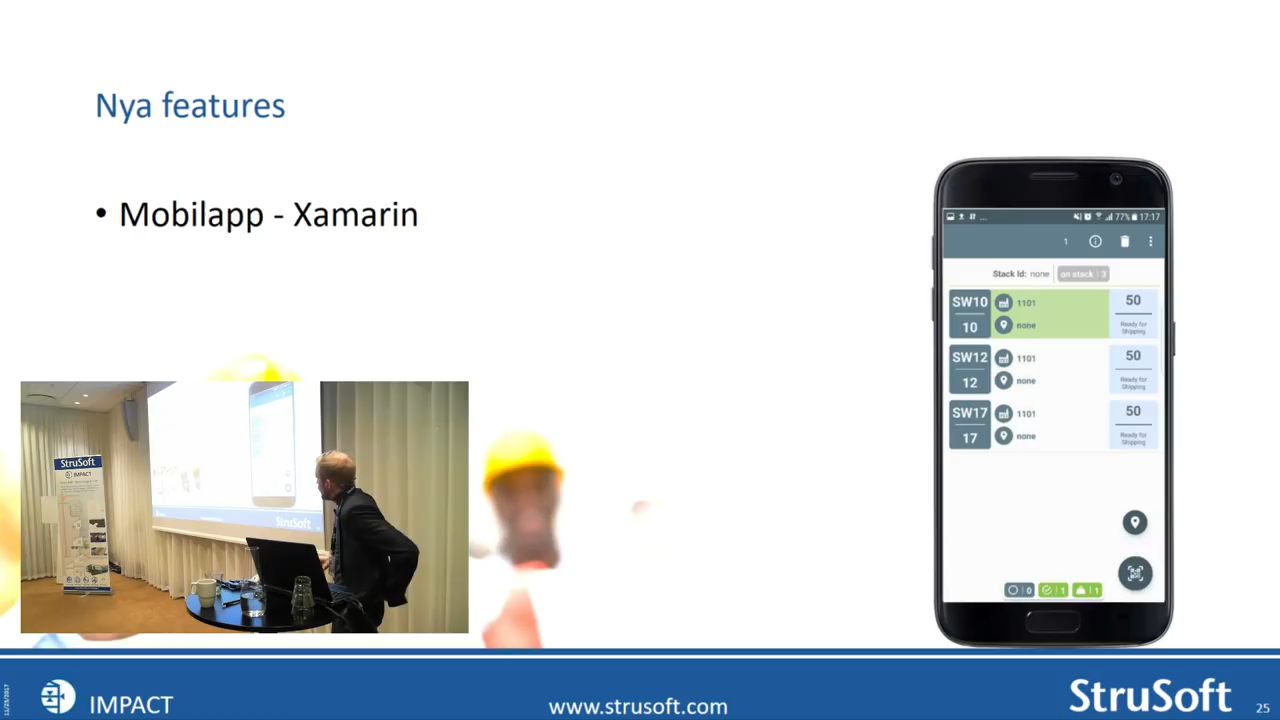 Nya features
• Mobilapp - Xamarin
77% 17:17
1
Stack Id: none on stack | 3
SW10
10
1101
none
50
Ready for
Shipping
SW12
12
1101
none
50
Ready for
Shipping
SW17
17
1101
none
50
Ready for
Shipping
0
1
1
StruSoft
IMPACT
StruSoft
IMPACT
www.strusoft.com
StruSoft
25